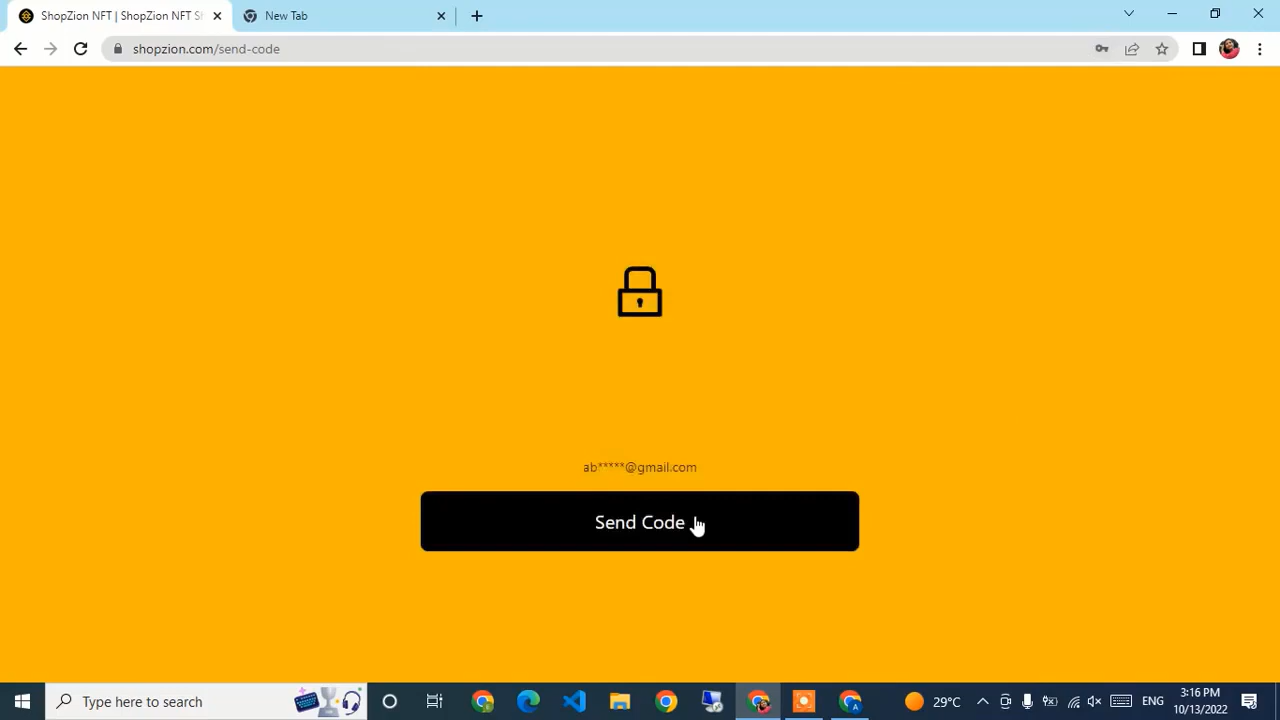 ShopZion NFT | ShopZion NFT S
New Tab
shopzion.com/send-code
ab*****@gmail.com
Send Code
Type here to search
29°C
ENG
3:16 PM
10/13/2022